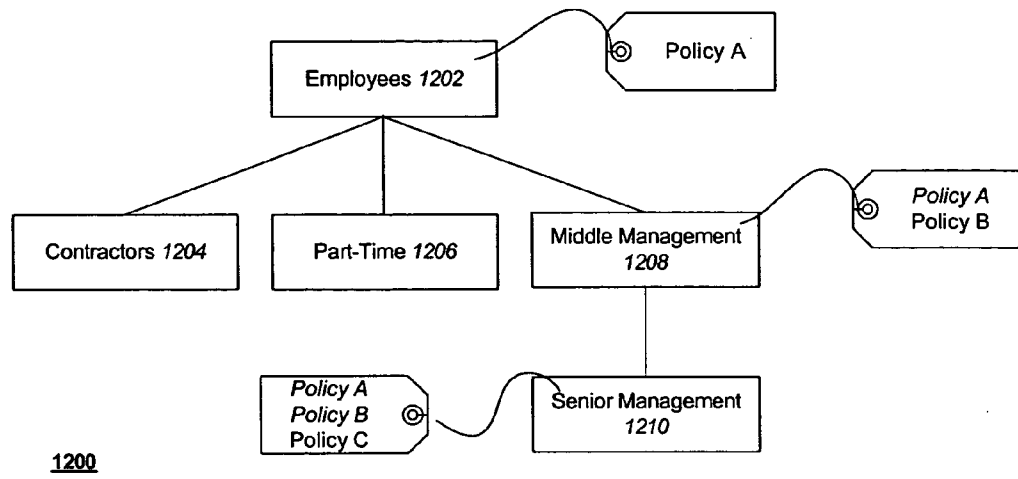 Employees 1202
Policy A
Contractors 1204
Part-Time 1206
Middle Management
1208
Policy A
Policy B
Policy A
Policy B
Policy C
Senior Management
1210
1200